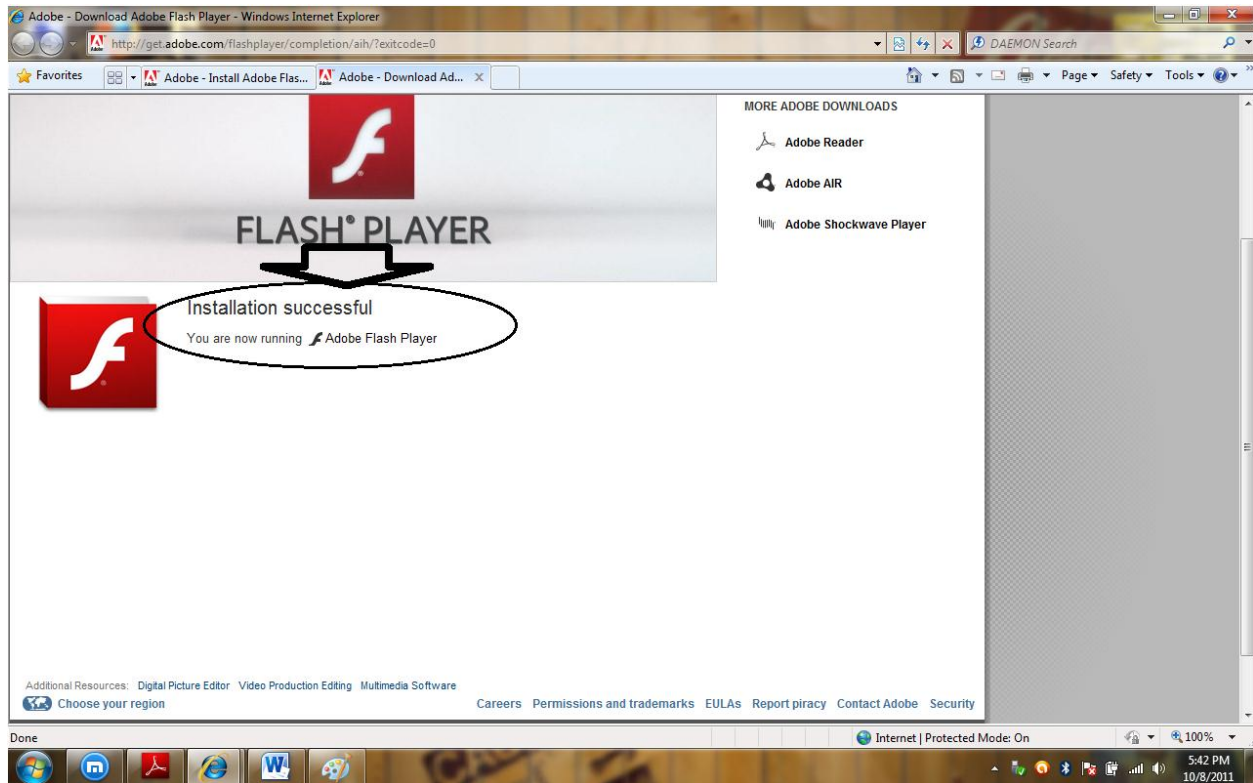 Adobe - Download Adobe Flash Player - Windows Internet Explorer
http://get.adobe.com/flashplayer/completion/aih/?exitcode=0
DAEMON Search
Favorites
Adobe - Install Adobe Flas...
Adobe - Download Ad...
Page
Safety
Tools
FLASH® PLAYER
MORE ADOBE DOWNLOADS
Adobe Reader
Adobe AIR
Adobe Shockwave Player
Installation successful
You are now running Adobe Flash Player
Additional Resources: Digital Picture Editor Video Production Editing Multimedia Software
Choose your region
Careers Permissions and trademarks EULAs Report piracy Contact Adobe Security
Done
Internet | Protected Mode: On
100%
5:42 PM
10/8/2011